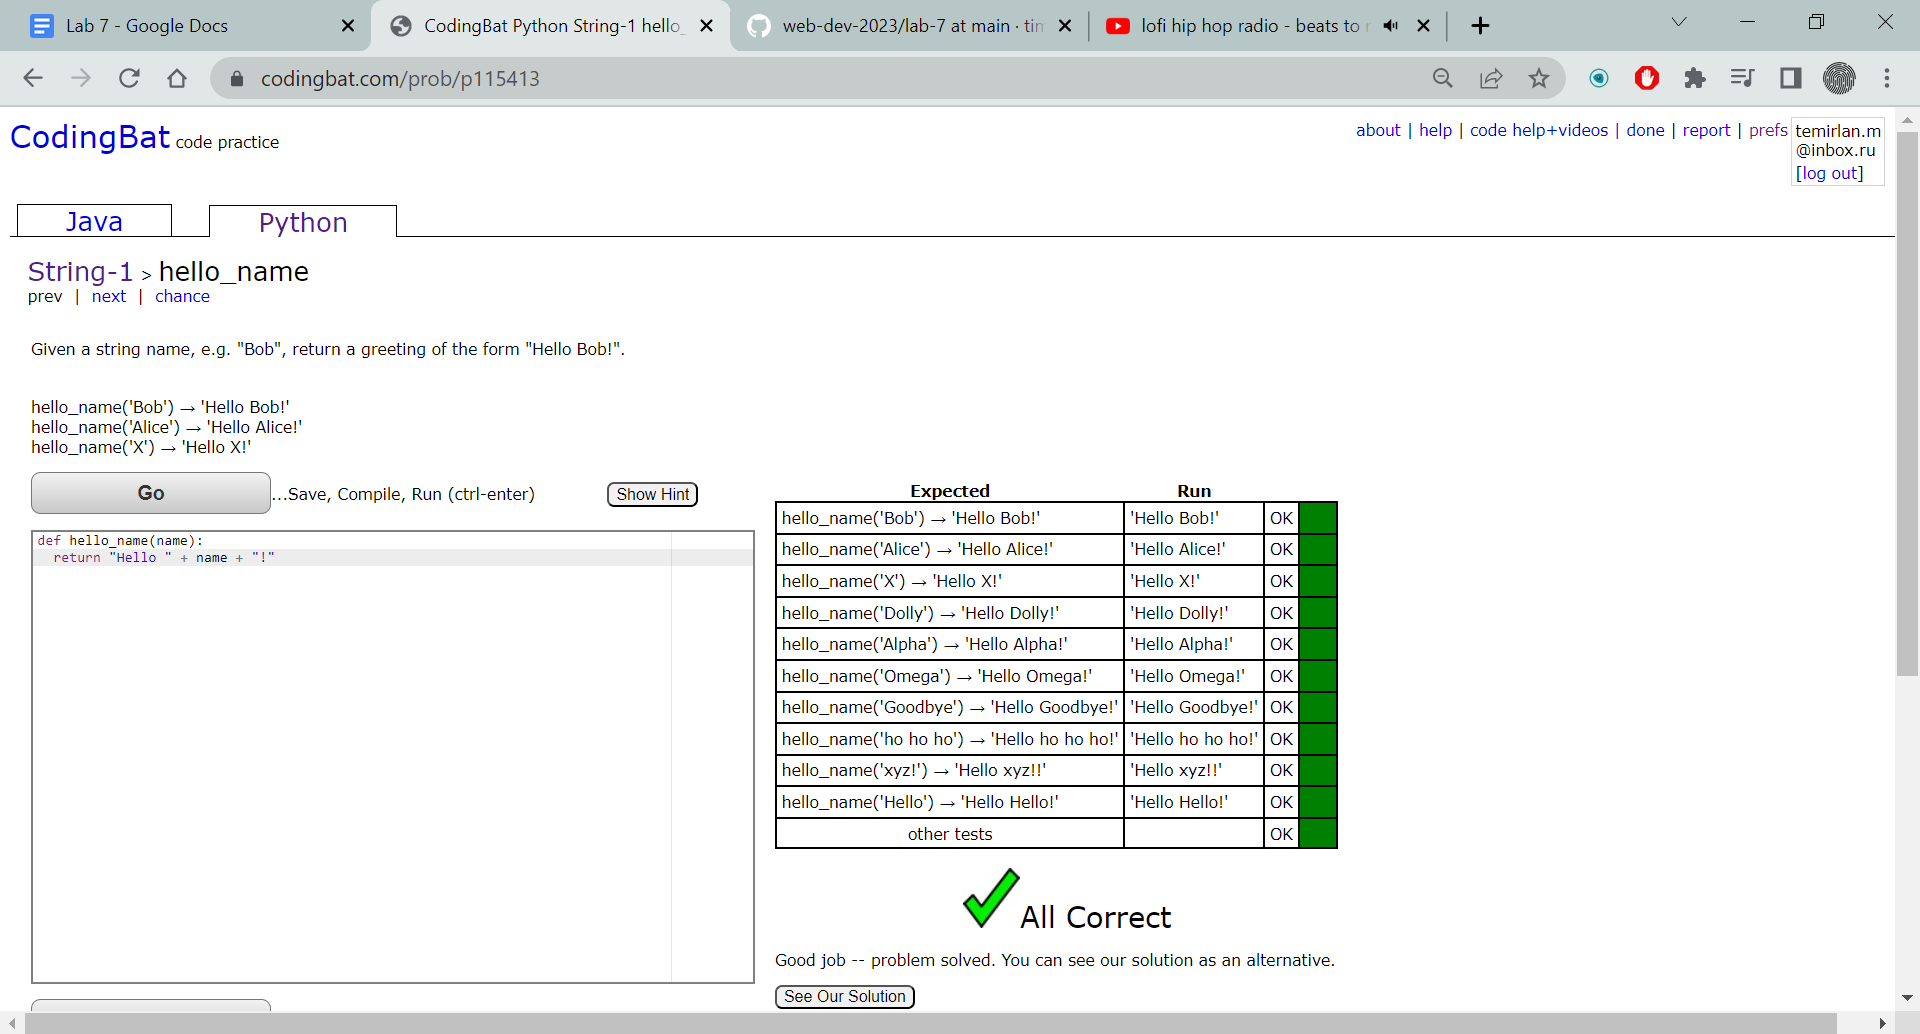 Lab 7 - Google Docs
CodingBat Python String-1 hello_
web-dev-2023/lab-7 at main · tim
lofi hip hop radio - beats to r
codingbat.com/prob/p115413
CodingBat code practice
about | help | code help+videos | done | report | prefs
temirlan.m
@inbox.ru
[log out]
Java
Python
String-1 > hello_name
prev | next | chance
Given a string name, e.g. "Bob", return a greeting of the form "Hello Bob!".
hello_name('Bob') → 'Hello Bob!'
hello_name('Alice') → 'Hello Alice!'
hello_name('X') → 'Hello X!'
Go ...Save, Compile, Run (ctrl-enter) Show Hint
def hello_name(name):
  return "Hello " + name + "!"
Expected Run
hello_name('Bob') → 'Hello Bob!' 'Hello Bob!' OK
hello_name('Alice') → 'Hello Alice!' 'Hello Alice!' OK
hello_name('X') → 'Hello X!' 'Hello X!' OK
hello_name('Dolly') → 'Hello Dolly!' 'Hello Dolly!' OK
hello_name('Alpha') → 'Hello Alpha!' 'Hello Alpha!' OK
hello_name('Omega') → 'Hello Omega!' 'Hello Omega!' OK
hello_name('Goodbye') → 'Hello Goodbye!' 'Hello Goodbye!' OK
hello_name('ho ho ho') → 'Hello ho ho ho!' 'Hello ho ho ho!' OK
hello_name('xyz!') → 'Hello xyz!!' 'Hello xyz!!' OK
hello_name('Hello') → 'Hello Hello!' 'Hello Hello!' OK
other tests OK
All Correct
Good job -- problem solved. You can see our solution as an alternative.
See Our Solution